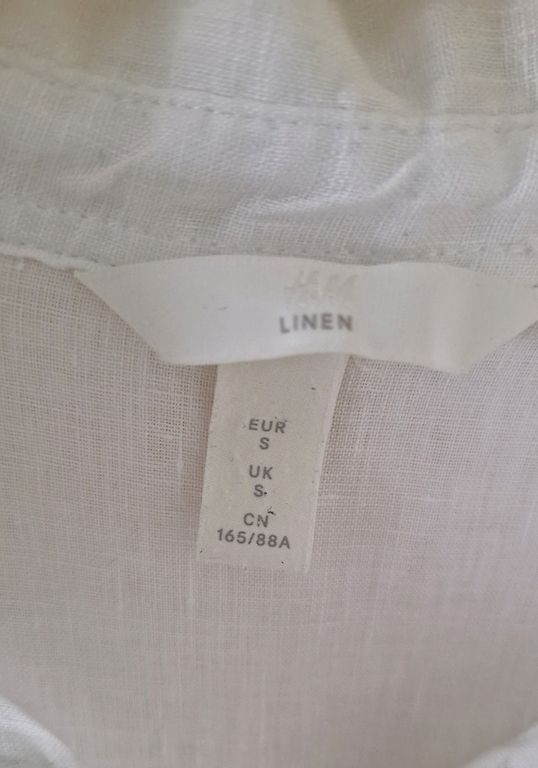 H&M
LINEN
EUR
S
UK
S
CN
165/88A